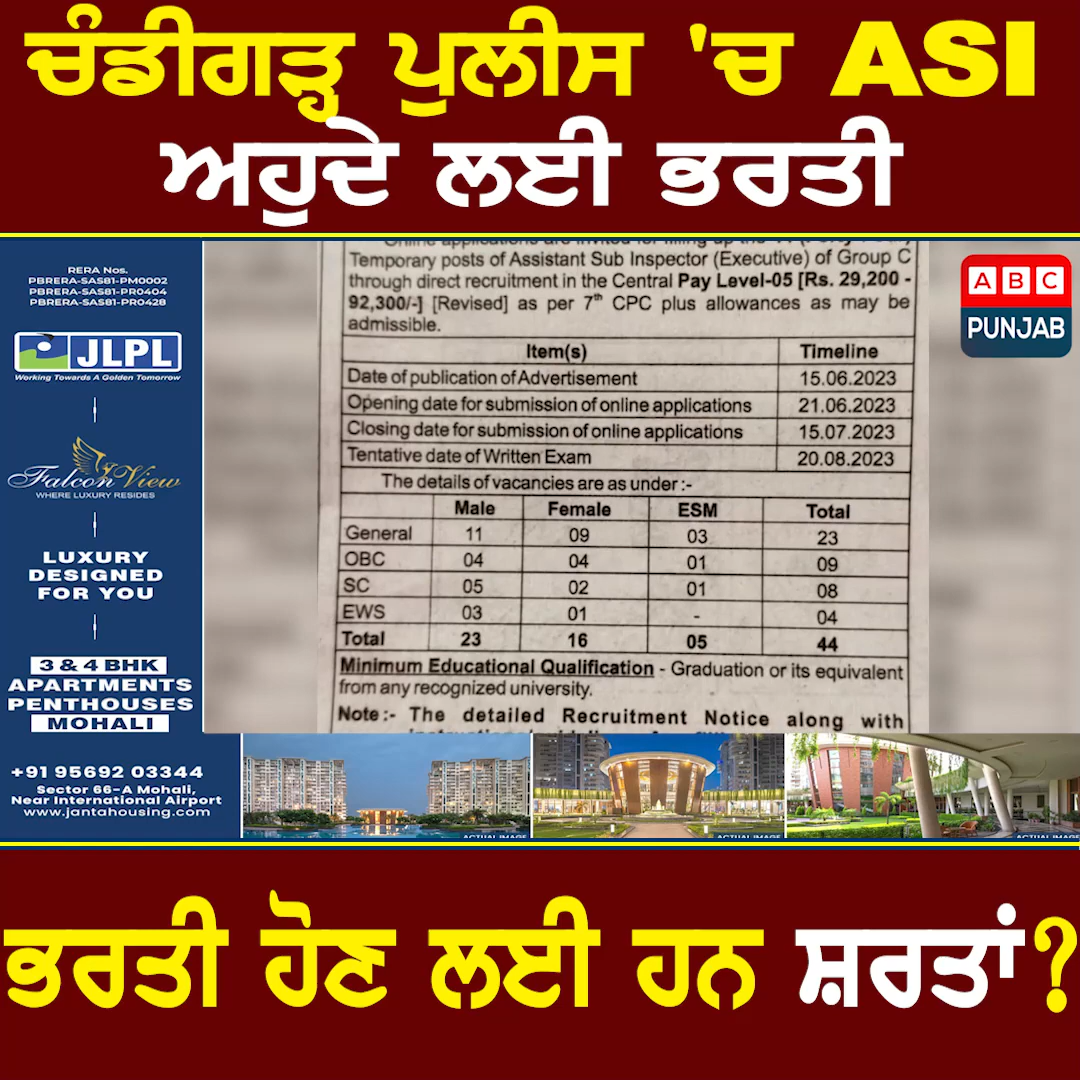 ਚੰਡੀਗੜ੍ਹ ਪੁਲੀਸ 'ਚ ASI
ਅਹੁਦੇ ਲਈ ਭਰਤੀ
RERA Nos.
PBRERA-SAS81-PM0002
PBRERA-SAS81-PR0404
PBRERA-SAS81-PR0428
JLPL
Working Towards A Golden Tomorrow
Falcon View
WHERE LUXURY RESIDES
LUXURY
DESIGNED
FOR YOU
3 & 4 BHK
APARTMENTS
PENTHOUSES
MOHALI
+91 95692 03344
Sector 66-A Mohali,
Near International Airport
www.jantahousing.com
Online applications are invited for filling up the
Temporary posts of Assistant Sub Inspector (Executive) of Group C
through direct recruitment in the Central Pay Level-05 [Rs. 29,200 -
92,300/-] [Revised] as per 7th CPC plus allowances as may be
admissible.
Item(s) Timeline
Date of publication of Advertisement 15.06.2023
Opening date for submission of online applications 21.06.2023
Closing date for submission of online applications 15.07.2023
Tentative date of Written Exam 20.08.2023
The details of vacancies are as under :-
Male Female ESM Total
General 11 09 03 23
OBC 04 04 01 09
SC 05 02 01 08
EWS 03 01 - 04
Total 23 16 05 44
Minimum Educational Qualification - Graduation or its equivalent
from any recognized university.
Note:- The detailed Recruitment Notice along with
ABC
PUNJAB
ACTUAL IMAGE
ACTUAL IMAGE
ACTUAL IMAGE
ਭਰਤੀ ਹੋਣ ਲਈ ਹਨ ਸ਼ਰਤਾਂ?